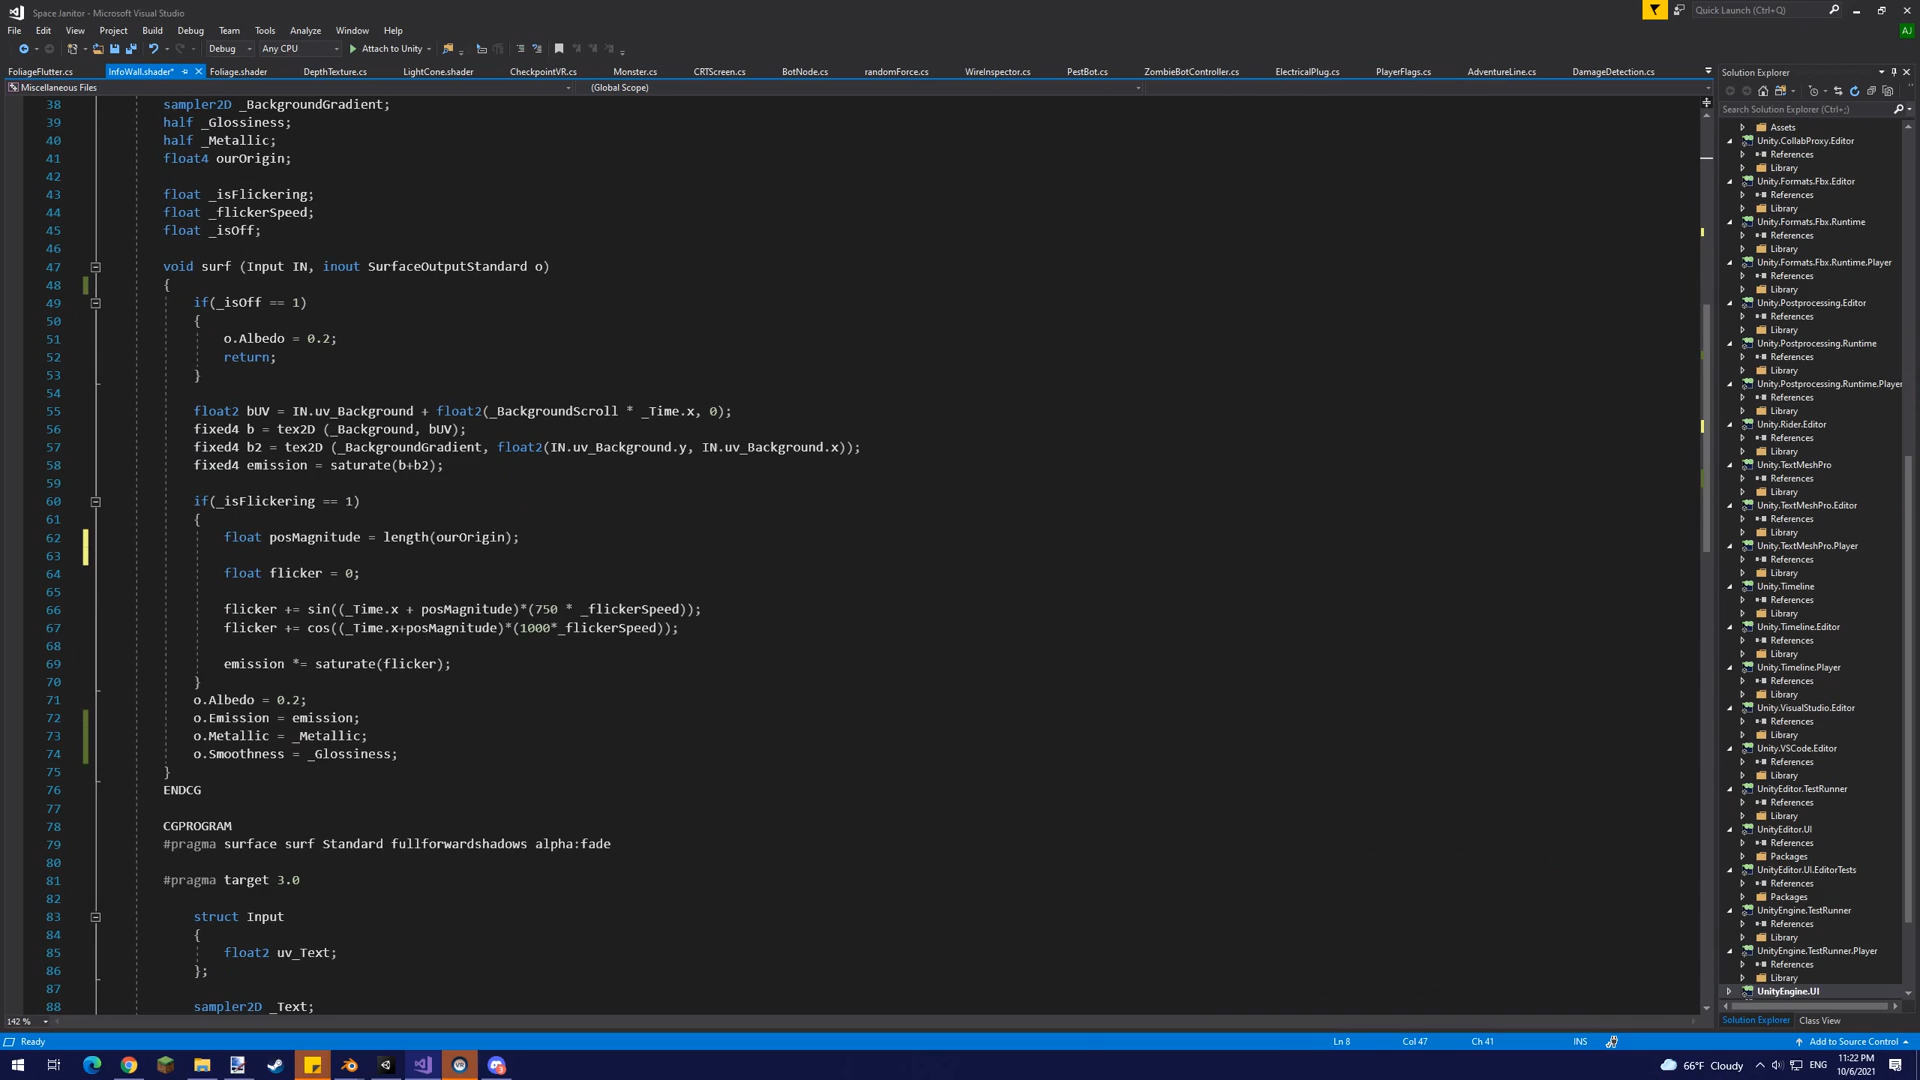 Space Janitor - Microsoft Visual Studio
Quick Launch (Ctrl+Q)
File Edit View Project Build Debug Team Tools Analyze Window Help
AJ
Debug Any CPU Attach to Unity
FoliageFlutter.cs InfoWall.shader* Foliage.shader DepthTexture.cs LightCone.shader CheckpointVR.cs Monster.cs CRTScreen.cs BotNode.cs randomForce.cs WireInspector.cs PestBot.cs ZombieBotController.cs ElectricalPlug.cs PlayerFlags.cs AdventureLine.cs DamageDetection.cs
Miscellaneous Files (Global Scope)
38 sampler2D _BackgroundGradient;
39 half _Glossiness;
40 half _Metallic;
41 float4 ourOrigin;
42
43 float _isFlickering;
44 float _flickerSpeed;
45 float _isOff;
46
47 void surf (Input IN, inout SurfaceOutputStandard o)
48 {
49 if(_isOff == 1)
50 {
51 o.Albedo = 0.2;
52 return;
53 }
54
55 float2 bUV = IN.uv_Background + float2(_BackgroundScroll * _Time.x, 0);
56 fixed4 b = tex2D (_Background, bUV);
57 fixed4 b2 = tex2D (_BackgroundGradient, float2(IN.uv_Background.y, IN.uv_Background.x));
58 fixed4 emission = saturate(b+b2);
59
60 if(_isFlickering == 1)
61 {
62 float posMagnitude = length(ourOrigin);
63
64 float flicker = 0;
65
66 flicker += sin((_Time.x + posMagnitude)*(750 * _flickerSpeed));
67 flicker += cos((_Time.x+posMagnitude)*(1000*_flickerSpeed));
68
69 emission *= saturate(flicker);
70 }
71 o.Albedo = 0.2;
72 o.Emission = emission;
73 o.Metallic = _Metallic;
74 o.Smoothness = _Glossiness;
75 }
76 ENDCG
77
78 CGPROGRAM
79 #pragma surface surf Standard fullforwardshadows alpha:fade
80
81 #pragma target 3.0
82
83 struct Input
84 {
85 float2 uv_Text;
86 };
87
88 sampler2D _Text;
142 %
Solution Explorer
Search Solution Explorer (Ctrl+;)
Assets
Unity.CollabProxy.Editor
References
Library
Unity.Formats.Fbx.Editor
References
Library
Unity.Formats.Fbx.Runtime
References
Library
Unity.Formats.Fbx.Runtime.Player
References
Library
Unity.Postprocessing.Editor
References
Library
Unity.Postprocessing.Runtime
References
Library
Unity.Postprocessing.Runtime.Player
References
Library
Unity.Rider.Editor
References
Library
Unity.TextMeshPro
References
Library
Unity.TextMeshPro.Editor
References
Library
Unity.TextMeshPro.Player
References
Library
Unity.Timeline
References
Library
Unity.Timeline.Editor
References
Library
Unity.Timeline.Player
References
Library
Unity.VisualStudio.Editor
References
Library
Unity.VSCode.Editor
References
Library
UnityEditor.TestRunner
References
Library
UnityEditor.UI
References
Packages
UnityEditor.UI.EditorTests
References
Packages
UnityEngine.TestRunner
References
Library
UnityEngine.TestRunner.Player
References
Library
UnityEngine.UI
Solution Explorer Class View
Ready Ln 8 Col 47 Ch 41 INS Add to Source Control
66°F Cloudy ENG 11:22 PM
10/6/2021